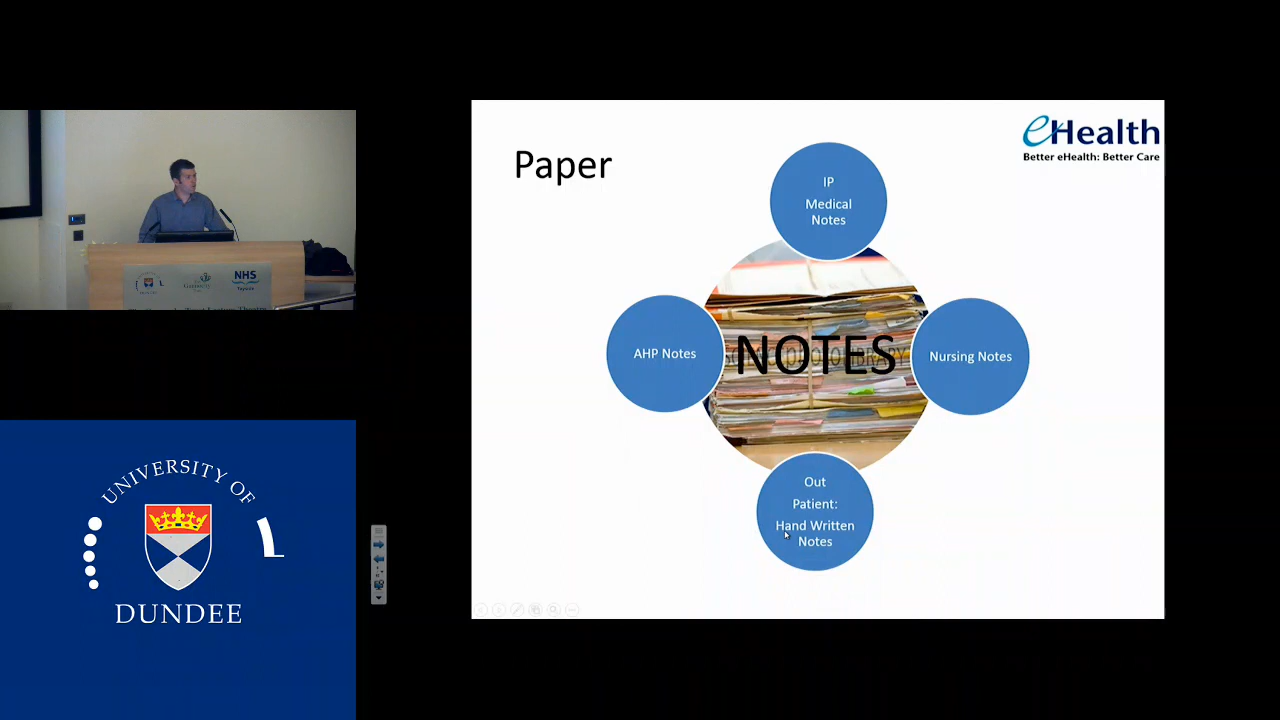 NHS
Tayside
UNIVERSITY OF
DUNDEE
Paper
eHealth
Better eHealth: Better Care
IP
Medical
Notes
AHP Notes
NOTES
Nursing Notes
Out
Patient:
Hand Written
Notes